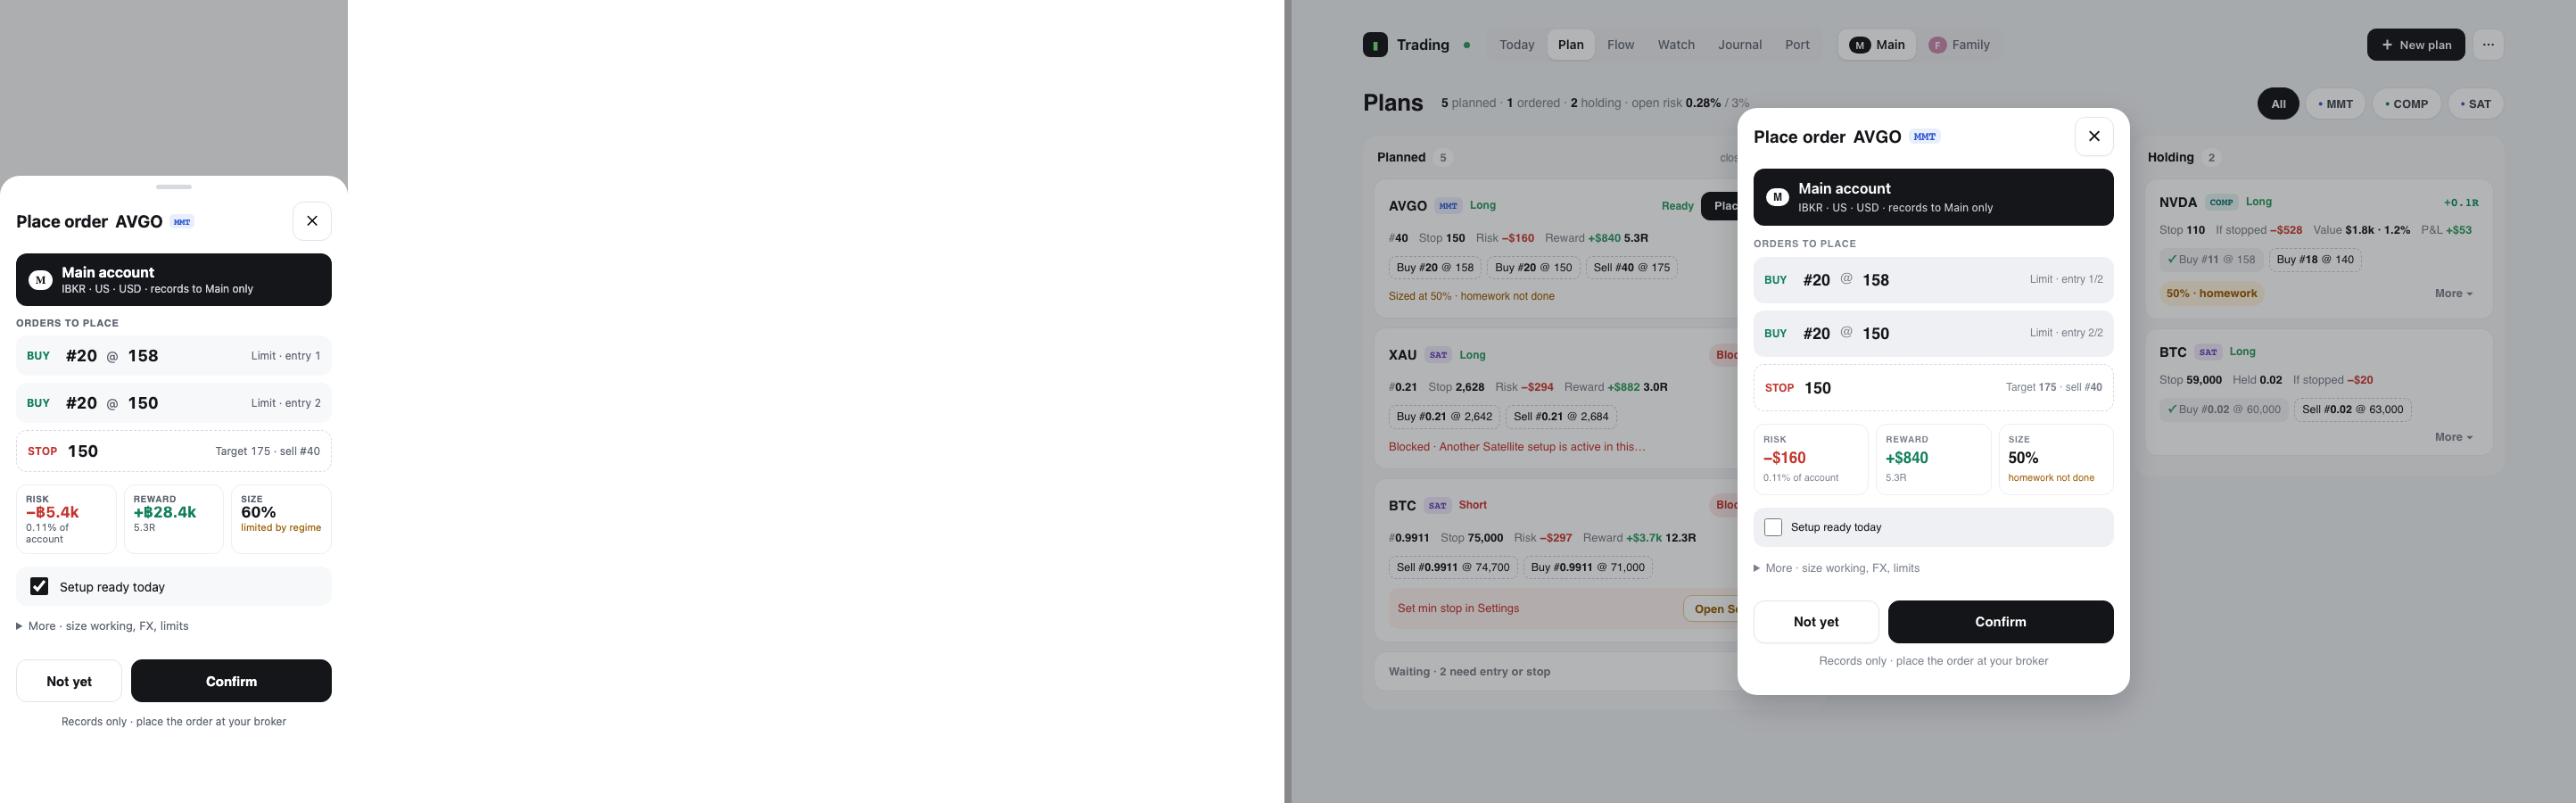 Place order AVGO MMT
M Main account
IBKR · US · USD · records to Main only
ORDERS TO PLACE
BUY #20 @ 158 Limit · entry 1
BUY #20 @ 150 Limit · entry 2
STOP 150 Target 175 · sell #40
RISK
−฿5.4k
0.11% of
account
REWARD
+฿28.4k
5.3R
SIZE
60%
limited by regime
Setup ready today
More · size working, FX, limits
Not yet
Confirm
Records only · place the order at your broker
Trading Today Plan Flow Watch Journal Port M Main F Family + New plan ...
Plans 5 planned · 1 ordered · 2 holding · open risk 0.28% / 3% All MMT COMP SAT
Planned 5
AVGO MMT Long Ready
#40 Stop 150 Risk −$160 Reward +$840 5.3R
Buy #20 @ 158 Buy #20 @ 150 Sell #40 @ 175
Sized at 50% · homework not done
XAU SAT Long
#0.21 Stop 2,628 Risk −$294 Reward +$882 3.0R
Buy #0.21 @ 2,642 Sell #0.21 @ 2,684
Blocked · Another Satellite setup is active in this…
BTC SAT Short
#0.9911 Stop 75,000 Risk −$297 Reward +$3.7k 12.3R
Sell #0.9911 @ 74,700 Buy #0.9911 @ 71,000
Set min stop in Settings Open
Waiting · 2 need entry or stop
Place order AVGO MMT
M Main account
IBKR · US · USD · records to Main only
ORDERS TO PLACE
BUY #20 @ 158 Limit · entry 1/2
BUY #20 @ 150 Limit · entry 2/2
STOP 150 Target 175 · sell #40
RISK
−$160
0.11% of account
REWARD
+$840
5.3R
SIZE
50%
homework not done
Setup ready today
More · size working, FX, limits
Not yet
Confirm
Records only · place the order at your broker
Holding 2
NVDA COMP Long +0.1R
Stop 110 If stopped −$528 Value $1.8k · 1.2% P&L +$53
✓ Buy #11 @ 158 Buy #18 @ 140
50% · homework More
BTC SAT Long
Stop 59,000 Held 0.02 If stopped −$20
✓ Buy #0.02 @ 60,000 Sell #0.02 @ 63,000
More